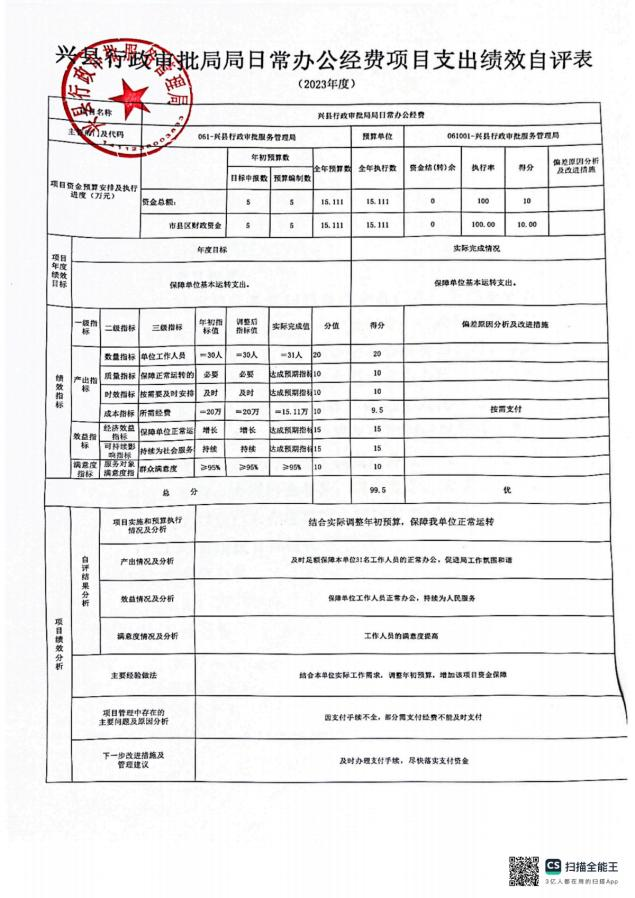 兴县行政审批局局日常办公经费项目支出绩效自评表
（2023年度）
项目名称 兴县行政审批局局日常办公经费
主管部门及代码 061-兴县行政审批服务管理局 预算单位 061001-兴县行政审批服务管理局
项目资金预算安排及执行进度（万元） 年初预算数 全年预算数 全年执行数 资金结(转)余 执行率 得分 偏差原因分析及改进措施
目标申报数 预算编制数
资金总额： 5 5 15.111 15.111 0 100 10
市县区财政资金 5 5 15.111 15.111 0 100.00 10.00
项目年度绩效目标 年度目标 实际完成情况
保障单位基本运转支出。 保障单位基本运转支出。
绩效指标 一级指标 二级指标 三级指标 年初指标值 调整后指标值 实际完成值 分值 得分 偏差原因分析及改进措施
产出指标 数量指标 单位工作人员 =30人 =30人 =31人 20 20
质量指标 保障正常运转的 必要 必要 达成预期指标 10 10
时效指标 按需要及时安排 及时 及时 达成预期指标 10 10
成本指标 所需经费 =20万 =20万 =15.11万 10 9.5 按需支付
效益指标 经济效益指标 保障单位正常运 增长 增长 达成预期指标 15 15
可持续影响指标 持续为社会服务 持续 持续 达成预期指标 15 15
满意度指标 服务对象满意度指 群众满意度 ≥95% ≥95% ≥95% 10 10
总 分 99.5 优
项目绩效分析 自评结果分析 项目实施和预算执行情况及分析 结合实际调整年初预算，保障我单位正常运转
产出情况及分析 及时足额保障本单位31名工作人员的正常办公，促进局工作氛围和谐
效益情况及分析 保障单位工作人员正常办公，持续为人民服务
满意度情况及分析 工作人员的满意度提高
主要经验做法 结合本单位实际工作需求，调整年初预算，增加该项目资金保障
项目管理中存在的主要问题及原因分析 因支付手续不全，部分需支付经费不能及时支付
下一步改进措施及管理建议 及时办理支付手续，尽快落实支付资金
兴县行政审批服务管理局
CS 扫描全能王
3亿人都在用的扫描App